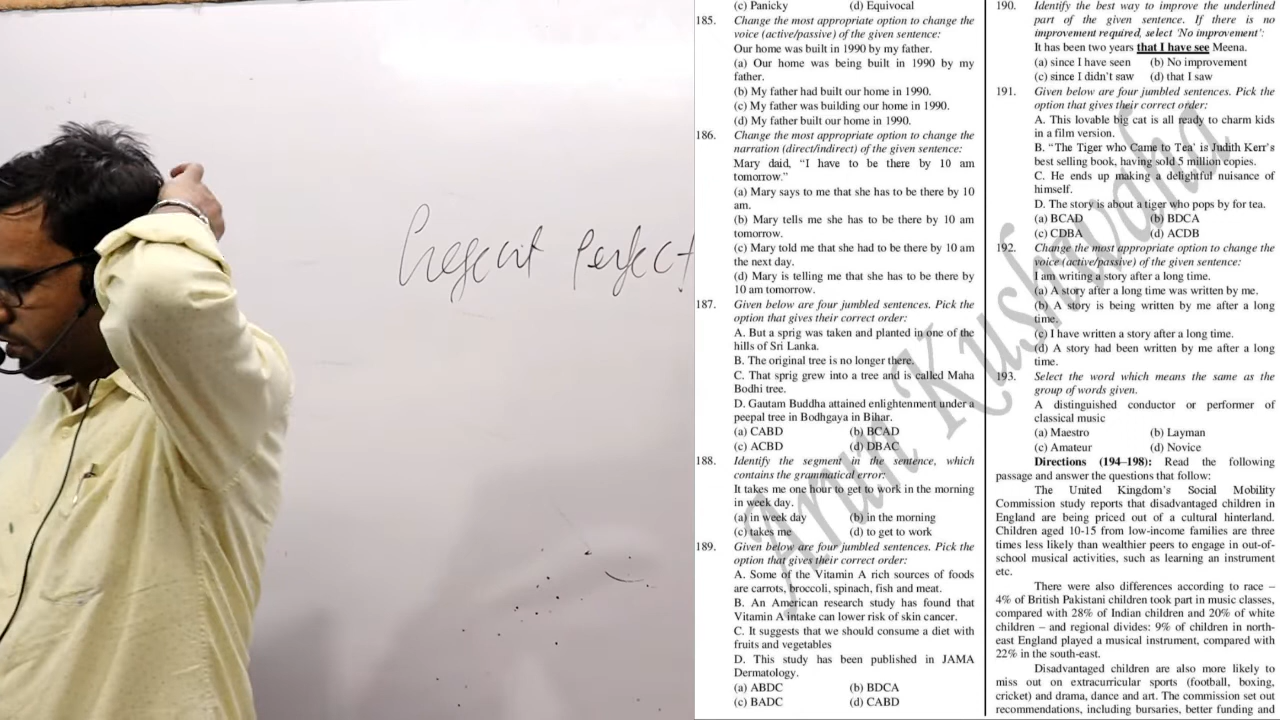 Present perfect
(c) Panicky (d) Equivocal
185. Change the most appropriate option to change the
voice (active/passive) of the given sentence:
Our home was built in 1990 by my father.
(a) Our home was being built in 1990 by my
father.
(b) My father had built our home in 1990.
(c) My father was building our home in 1990.
(d) My father built our home in 1990.
186. Change the most appropriate option to change the
narration (direct/indirect) of the given sentence:
Mary daid, “I have to be there by 10 am
tomorrow.”
(a) Mary says to me that she has to be there by 10
am.
(b) Mary tells me she has to be there by 10 am
tomorrow.
(c) Mary told me that she had to be there by 10 am
the next day.
(d) Mary is telling me that she has to be there by
10 am tomorrow.
187. Given below are four jumbled sentences. Pick the
option that gives their correct order:
A. But a sprig was taken and planted in one of the
hills of Sri Lanka.
B. The original tree is no longer there.
C. That sprig grew into a tree and is called Maha
Bodhi tree.
D. Gautam Buddha attained enlightenment under a
peepal tree in Bodhgaya in Bihar.
(a) CABD (b) BCAD
(c) ACBD (d) DBAC
188. Identify the segment in the sentence, which
contains the grammatical error:
It takes me one hour to get to work in the morning
in week day.
(a) in week day (b) in the morning
(c) takes me (d) to get to work
189. Given below are four jumbled sentences. Pick the
option that gives their correct order:
A. Some of the Vitamin A rich sources of foods
are carrots, broccoli, spinach, fish and meat.
B. An American research study has found that
Vitamin A intake can lower risk of skin cancer.
C. It suggests that we should consume a diet with
fruits and vegetables
D. This study has been published in JAMA
Dermatology.
(a) ABDC (b) BDCA
(c) BADC (d) CABD
190. Identify the best way to improve the underlined
part of the given sentence. If there is no
improvement required, select ‘No improvement’:
It has been two years that I have see Meena.
(a) since I have seen (b) No improvement
(c) since I didn’t saw (d) that I saw
191. Given below are four jumbled sentences. Pick the
option that gives their correct order:
A. This lovable big cat is all ready to charm kids
in a film version.
B. “The Tiger who Came to Tea’ is Judith Kerr’s
best selling book, having sold 5 million copies.
C. He ends up making a delightful nuisance of
himself.
D. The story is about a tiger who pops by for tea.
(a) BCAD (b) BDCA
(c) CDBA (d) ACDB
192. Change the most appropriate option to change the
voice (active/passive) of the given sentence:
I am writing a story after a long time.
(a) A story after a long time was written by me.
(b) A story is being written by me after a long
time.
(c) I have written a story after a long time.
(d) A story had been written by me after a long
time.
193. Select the word which means the same as the
group of words given.
A distinguished conductor or performer of
classical music
(a) Maestro (b) Layman
(c) Amateur (d) Novice
Directions (194–198): Read the following
passage and answer the questions that follow:
The United Kingdom’s Social Mobility
Commission study reports that disadvantaged children in
England are being priced out of a cultural hinterland.
Children aged 10-15 from low-income families are three
times less likely than wealthier peers to engage in out-of-
school musical activities, such as learning an instrument
etc.
There were also differences according to race –
4% of British Pakistani children took part in music classes,
compared with 28% of Indian children and 20% of white
children – and regional divides: 9% of children in north-
east England played a musical instrument, compared with
22% in the south-east.
Disadvantaged children are also more likely to
miss out on extracurricular sports (football, boxing,
cricket) and drama, dance and art. The commission set out
recommendations, including bursaries, better funding and
Arun Kushwaha